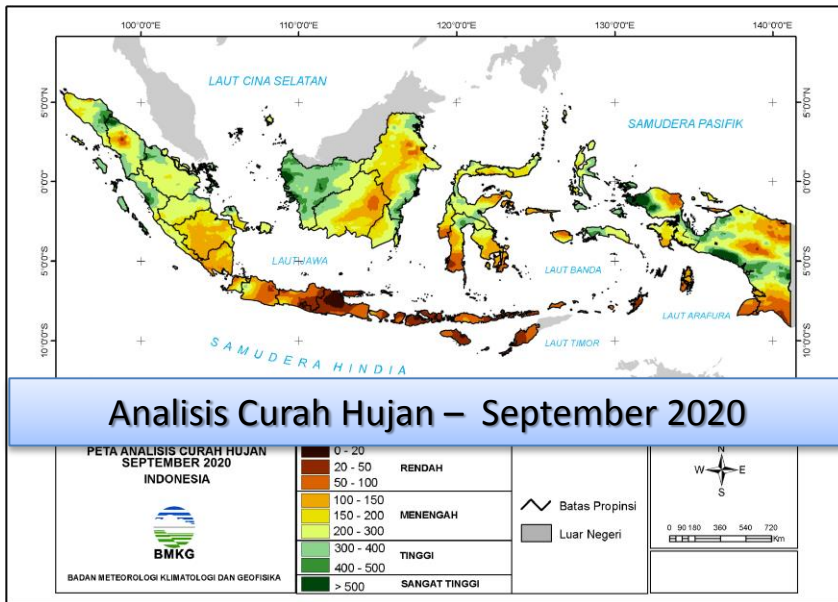 100°0'0"E 110°0'0"E 120°0'0"E 130°0'0"E 140°0'0"E
LAUT CINA SELATAN
SAMUDERA PASIFIK
5°0'0"N
0°0'0"
5°0'0"S
10°0'0"S
5°0'0"N
0°0'0"
5°0'0"S
10°0'0"S
LAUT JAWA
LAUT BANDA
LAUT ARAFURA
LAUT TIMOR
SAMUDERA HINDIA
Analisis Curah Hujan – September 2020
PETA ANALISIS CURAH HUJAN
SEPTEMBER 2020
INDONESIA
BMKG
BADAN METEOROLOGI KLIMATOLOGI DAN GEOFISIKA
0 - 20
20 - 50 RENDAH
50 - 100
100 - 150
150 - 200 MENENGAH
200 - 300
300 - 400 TINGGI
400 - 500
> 500 SANGAT TINGGI
Batas Propinsi
Luar Negeri
N
W E
S
0 90 180 360 540 720
Km